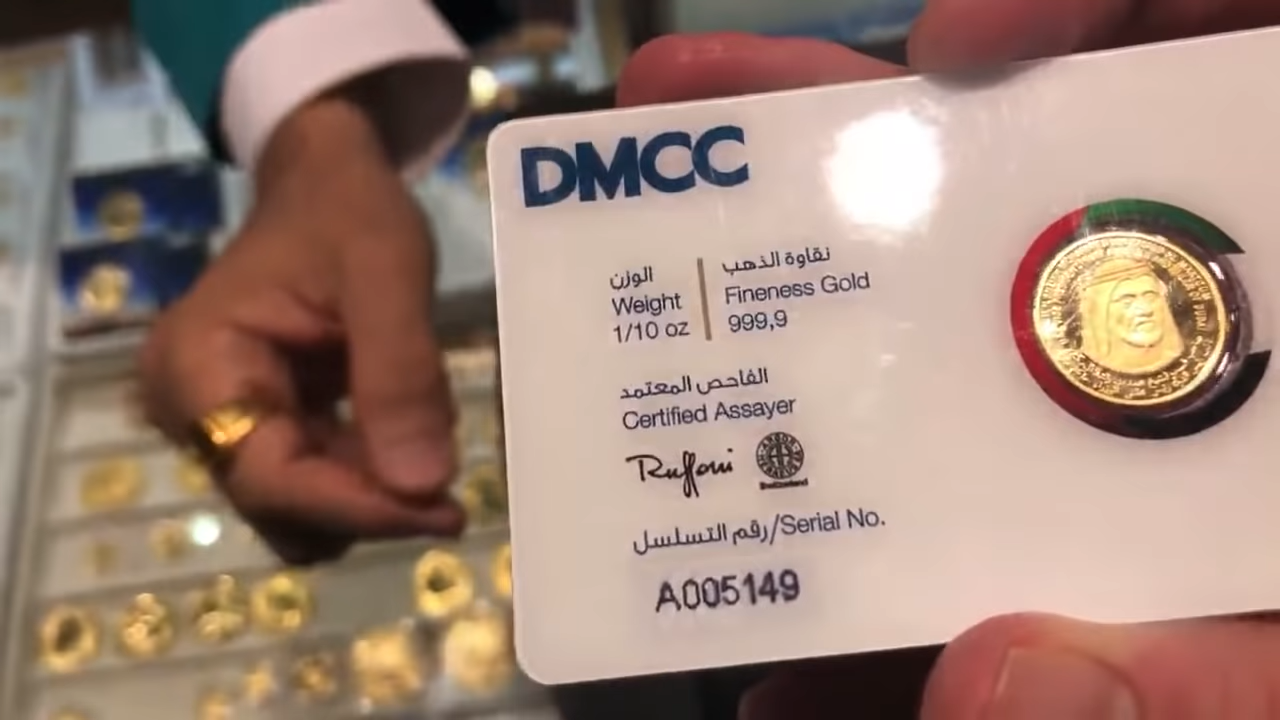 DMCC
الوزن
Weight
1/10 oz
نقاوة الذهب
Fineness Gold
999,9
الفاحص المعتمد
Certified Assayer
Ruffoni
رقم التسلسل/Serial No.
A005149